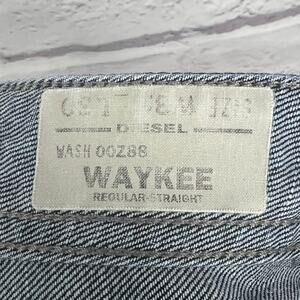 DIESEL
WASH 00Z88
WAYKEE
REGULAR-STRAIGHT